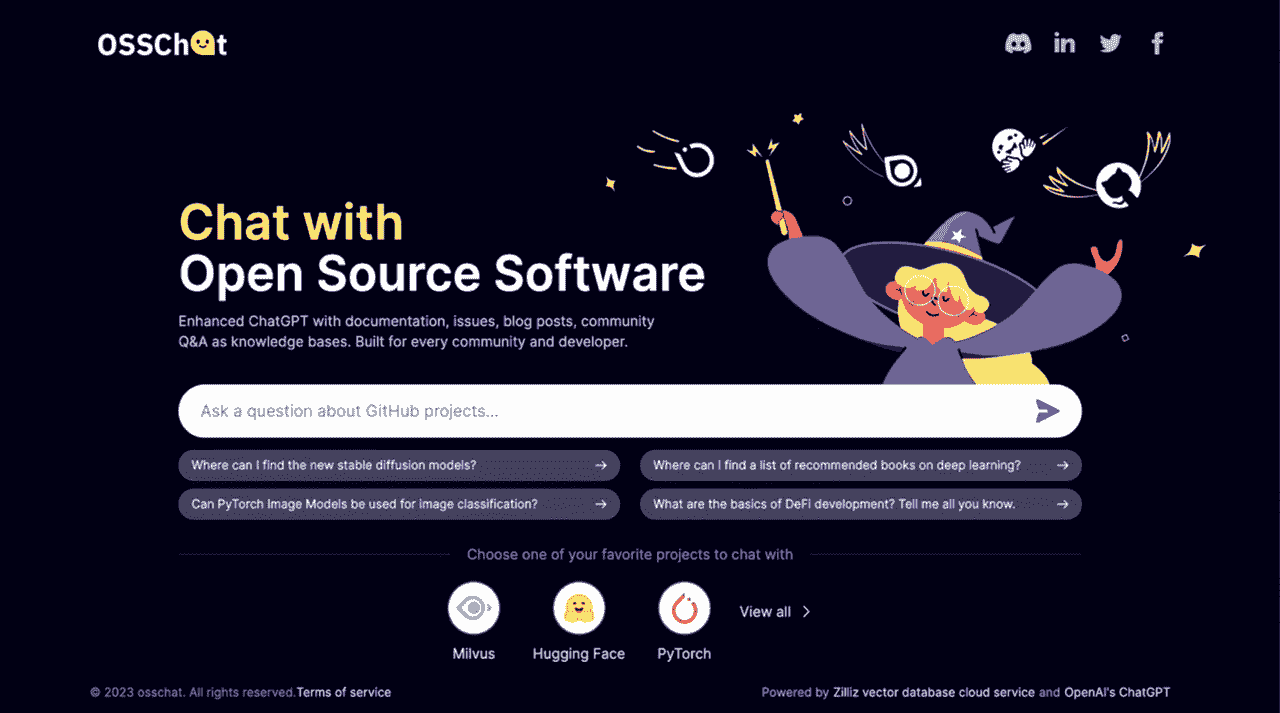 OSSChat
Chat with
Open Source Software
Enhanced ChatGPT with documentation, issues, blog posts, community
Q&A as knowledge bases. Built for every community and developer.
Ask a question about GitHub projects...
Where can I find the new stable diffusion models?
Where can I find a list of recommended books on deep learning?
Can PyTorch Image Models be used for image classification?
What are the basics of DeFi development? Tell me all you know.
Choose one of your favorite projects to chat with
View all
Milvus
Hugging Face
PyTorch
© 2023 osschat. All rights reserved.Terms of service
Powered by Zilliz vector database cloud service and OpenAI's ChatGPT